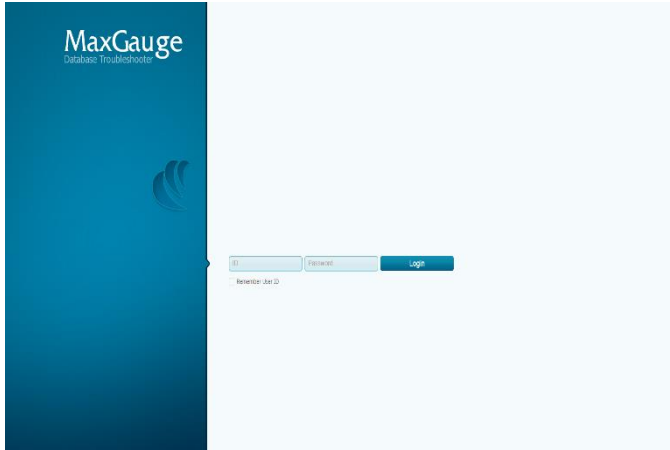 MaxGauge
Database Troubleshooter
ID
Password
Login
Remember User ID